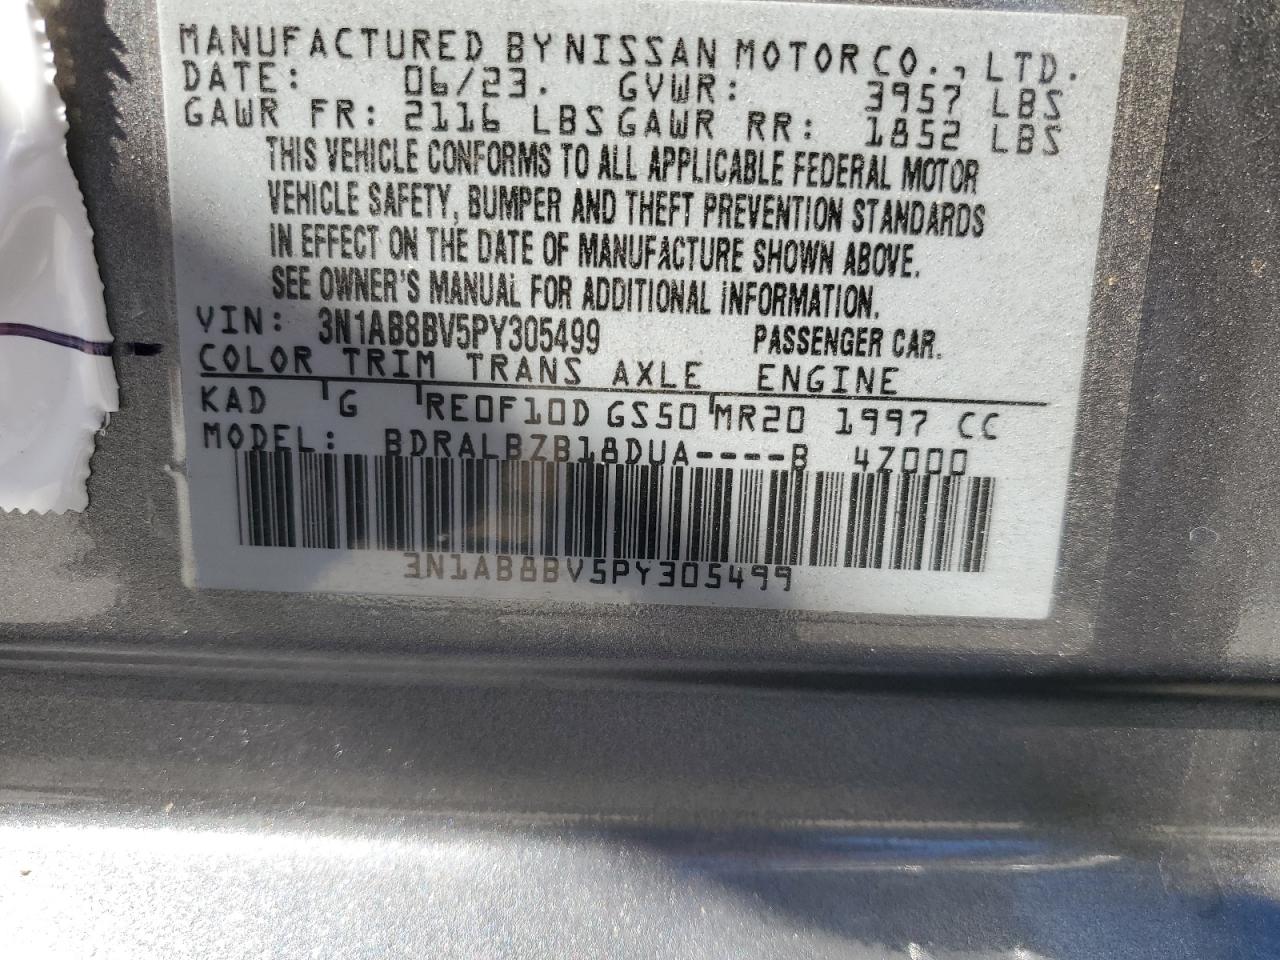 MANUFACTURED BY NISSAN MOTOR CO., LTD.
DATE: 06/23. GVWR: 3957 LBS
GAWR FR: 2116 LBS GAWR RR: 1852 LBS
THIS VEHICLE CONFORMS TO ALL APPLICABLE FEDERAL MOTOR
VEHICLE SAFETY, BUMPER AND THEFT PREVENTION STANDARDS
IN EFFECT ON THE DATE OF MANUFACTURE SHOWN ABOVE.
SEE OWNER'S MANUAL FOR ADDITIONAL INFORMATION.
VIN: 3N1AB8BV5PY305499 PASSENGER CAR.
COLOR TRIM TRANS AXLE ENGINE
KAD G RE0F10D GS50 MR20 1997 CC
MODEL: BDRALBZB18DUA----B 4Z000
3N1AB8BV5PY305499